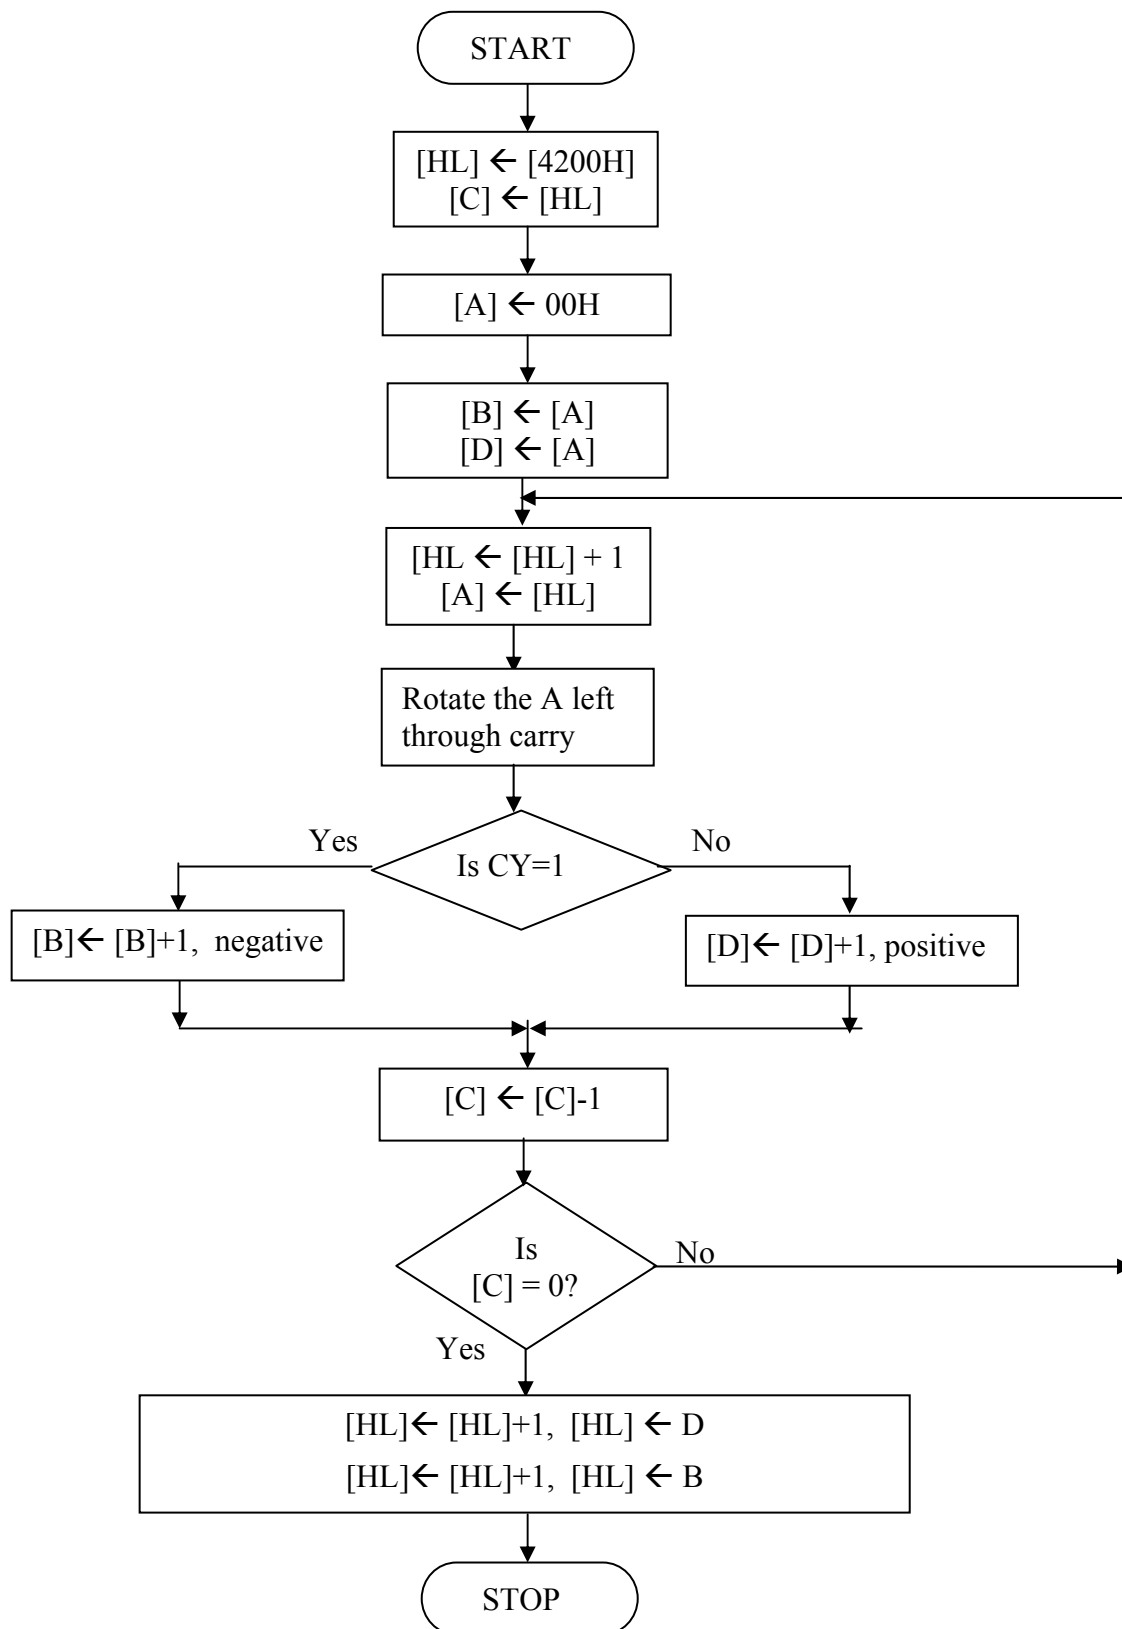 START
[HL] ← [4200H]
[C] ← [HL]
[A] ← 00H
[B] ← [A]
[D] ← [A]
[HL ← [HL] + 1
[A] ← [HL]
Rotate the A left
through carry
Yes
Is CY=1
No
[B]← [B]+1, negative
[D]← [D]+1, positive
[C] ← [C]-1
Is
[C] = 0?
No
Yes
[HL]← [HL]+1, [HL] ← D
[HL]← [HL]+1, [HL] ← B
STOP